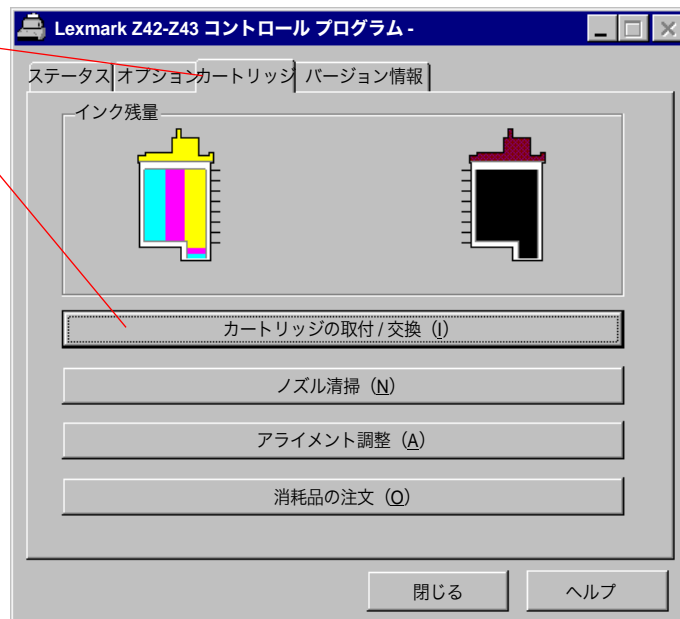 Lexmark Z42-Z43 コントロール プログラム -
ステータス オプション カートリッジ バージョン情報
インク残量
カートリッジの取付 / 交換（I）
ノズル清掃（N）
アライメント調整（A）
消耗品の注文（O）
閉じる ヘルプ